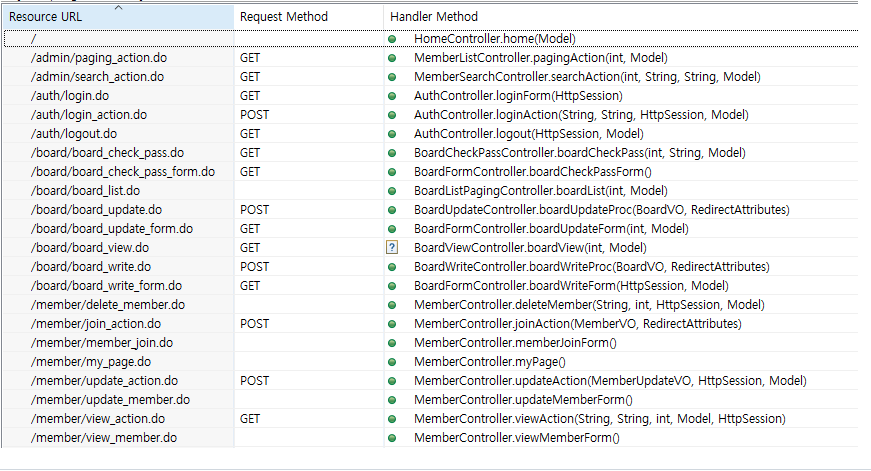 Resource URL Request Method Handler Method
/ HomeController.home(Model)
/admin/paging_action.do GET MemberListController.pagingAction(int, Model)
/admin/search_action.do GET MemberSearchController.searchAction(int, String, String, Model)
/auth/login.do GET AuthController.loginForm(HttpSession)
/auth/login_action.do POST AuthController.loginAction(String, String, HttpSession, Model)
/auth/logout.do GET AuthController.logout(HttpSession, Model)
/board/board_check_pass.do GET BoardCheckPassController.boardCheckPass(int, String, Model)
/board/board_check_pass_form.do GET BoardFormController.boardCheckPassForm()
/board/board_list.do BoardListPagingController.boardList(int, Model)
/board/board_update.do POST BoardUpdateController.boardUpdateProc(BoardVO, RedirectAttributes)
/board/board_update_form.do GET BoardFormController.boardUpdateForm(int, Model)
/board/board_view.do GET ? BoardViewController.boardView(int, Model)
/board/board_write.do POST BoardWriteController.boardWriteProc(BoardVO, RedirectAttributes)
/board/board_write_form.do GET BoardFormController.boardWriteForm(HttpSession, Model)
/member/delete_member.do MemberController.deleteMember(String, int, HttpSession, Model)
/member/join_action.do POST MemberController.joinAction(MemberVO, RedirectAttributes)
/member/member_join.do MemberController.memberJoinForm()
/member/my_page.do MemberController.myPage()
/member/update_action.do POST MemberController.updateAction(MemberUpdateVO, HttpSession, Model)
/member/update_member.do MemberController.updateMemberForm()
/member/view_action.do GET MemberController.viewAction(String, String, int, Model, HttpSession)
/member/view_member.do MemberController.viewMemberForm()